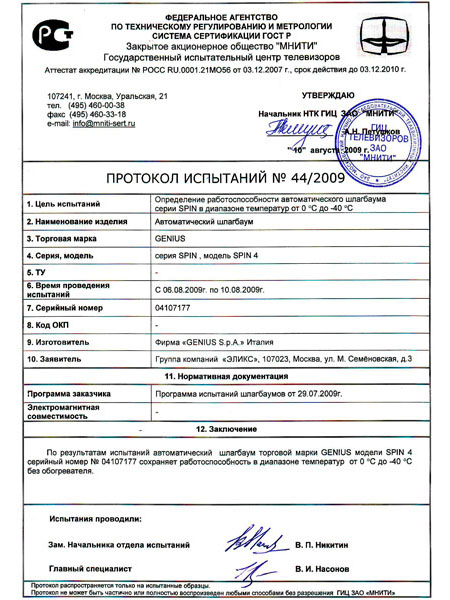 ФЕДЕРАЛЬНОЕ АГЕНТСТВО
ПО ТЕХНИЧЕСКОМУ РЕГУЛИРОВАНИЮ И МЕТРОЛОГИИ
СИСТЕМА СЕРТИФИКАЦИИ ГОСТ Р
Закрытое акционерное общество "МНИТИ"
Государственный испытательный центр телевизоров
Аттестат аккредитации № РОСС RU.0001.21МО56 от 03.12.2007 г., срок действия до 03.12.2010 г.
107241, г. Москва, Уральская, 21
тел. (495) 460-00-38
факс (495) 460-33-18
e-mail: info@mniti-sert.ru
УТВЕРЖДАЮ
Начальник НТК ГИЦ ЗАО "МНИТИ"
А.Н. Петушков
"10" августа 2009 г.
ГИЦ
ТЕЛЕВИЗОРОВ
ЗАО
"МНИТИ"
ПРОТОКОЛ ИСПЫТАНИЙ № 44/2009
1. Цель испытаний
Определение работоспособности автоматического шлагбаума
серии SPIN в диапазоне температур от 0 °С до -40 °С
2. Наименование изделия
Автоматический шлагбаум
3. Торговая марка
GENIUS
4. Серия, модель
серия SPIN , модель SPIN 4
5. ТУ
-
6. Время проведения
испытаний
С 06.08.2009г. по 10.08.2009г.
7. Серийный номер
04107177
8. Код ОКП
-
9. Изготовитель
Фирма «GENIUS S.p.A.» Италия
10. Заявитель
Группа компаний «ЭЛИКС», 107023, Москва, ул. М. Семёновская, д.3
11. Нормативная документация
Программа заказчика
Программа испытаний шлагбаумов от 29.07.2009г.
Электромагнитная
совместимость
-
12. Заключение
По результатам испытаний автоматический шлагбаум торговой марки GENIUS модели SPIN 4
серийный номер № 04107177 сохраняет работоспособность в диапазоне температур от 0 °С до -40 °С
без обогревателя.
Испытания проводили:
Зам. Начальника отдела испытаний
В. П. Никитин
Главный специалист
В. И. Насонов
Протокол распространяется только на испытанные образцы.
Протокол не может быть частично или полностью воспроизведен любыми способами без разрешения ГИЦ ЗАО «МНИТИ»